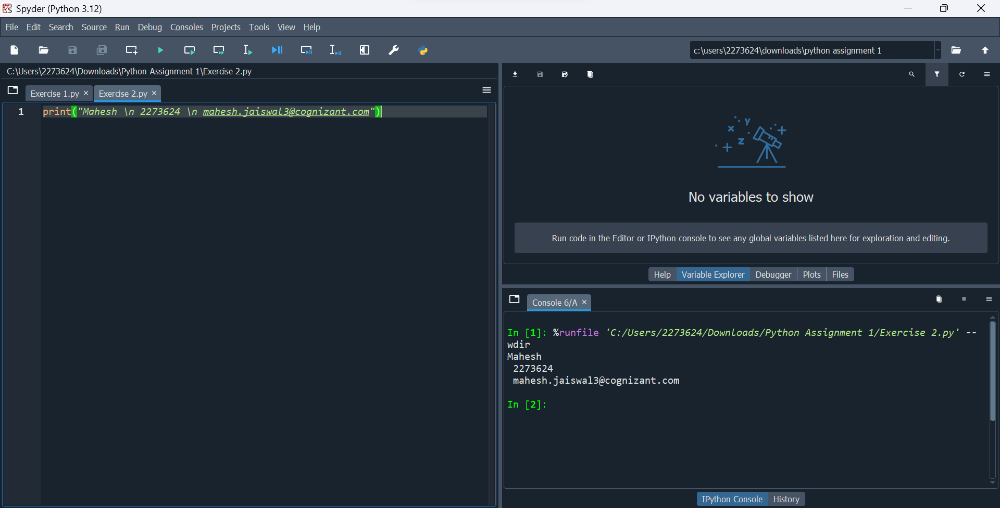 Spyder (Python 3.12)
File Edit Search Source Run Debug Consoles Projects Tools View Help
c:\users\2273624\downloads\python assignment 1
C:\Users\2273624\Downloads\Python Assignment 1\Exercise 2.py
Exercise 1.py Exercise 2.py
1 print("Mahesh \n 2273624 \n mahesh.jaiswal3@cognizant.com")
x y z
No variables to show
Run code in the Editor or IPython console to see any global variables listed here for exploration and editing.
Help Variable Explorer Debugger Plots Files
Console 6/A
In [1]: %runfile 'C:/Users/2273624/Downloads/Python Assignment 1/Exercise 2.py' --
wdir
Mahesh
 2273624
 mahesh.jaiswal3@cognizant.com
In [2]:
IPython Console History